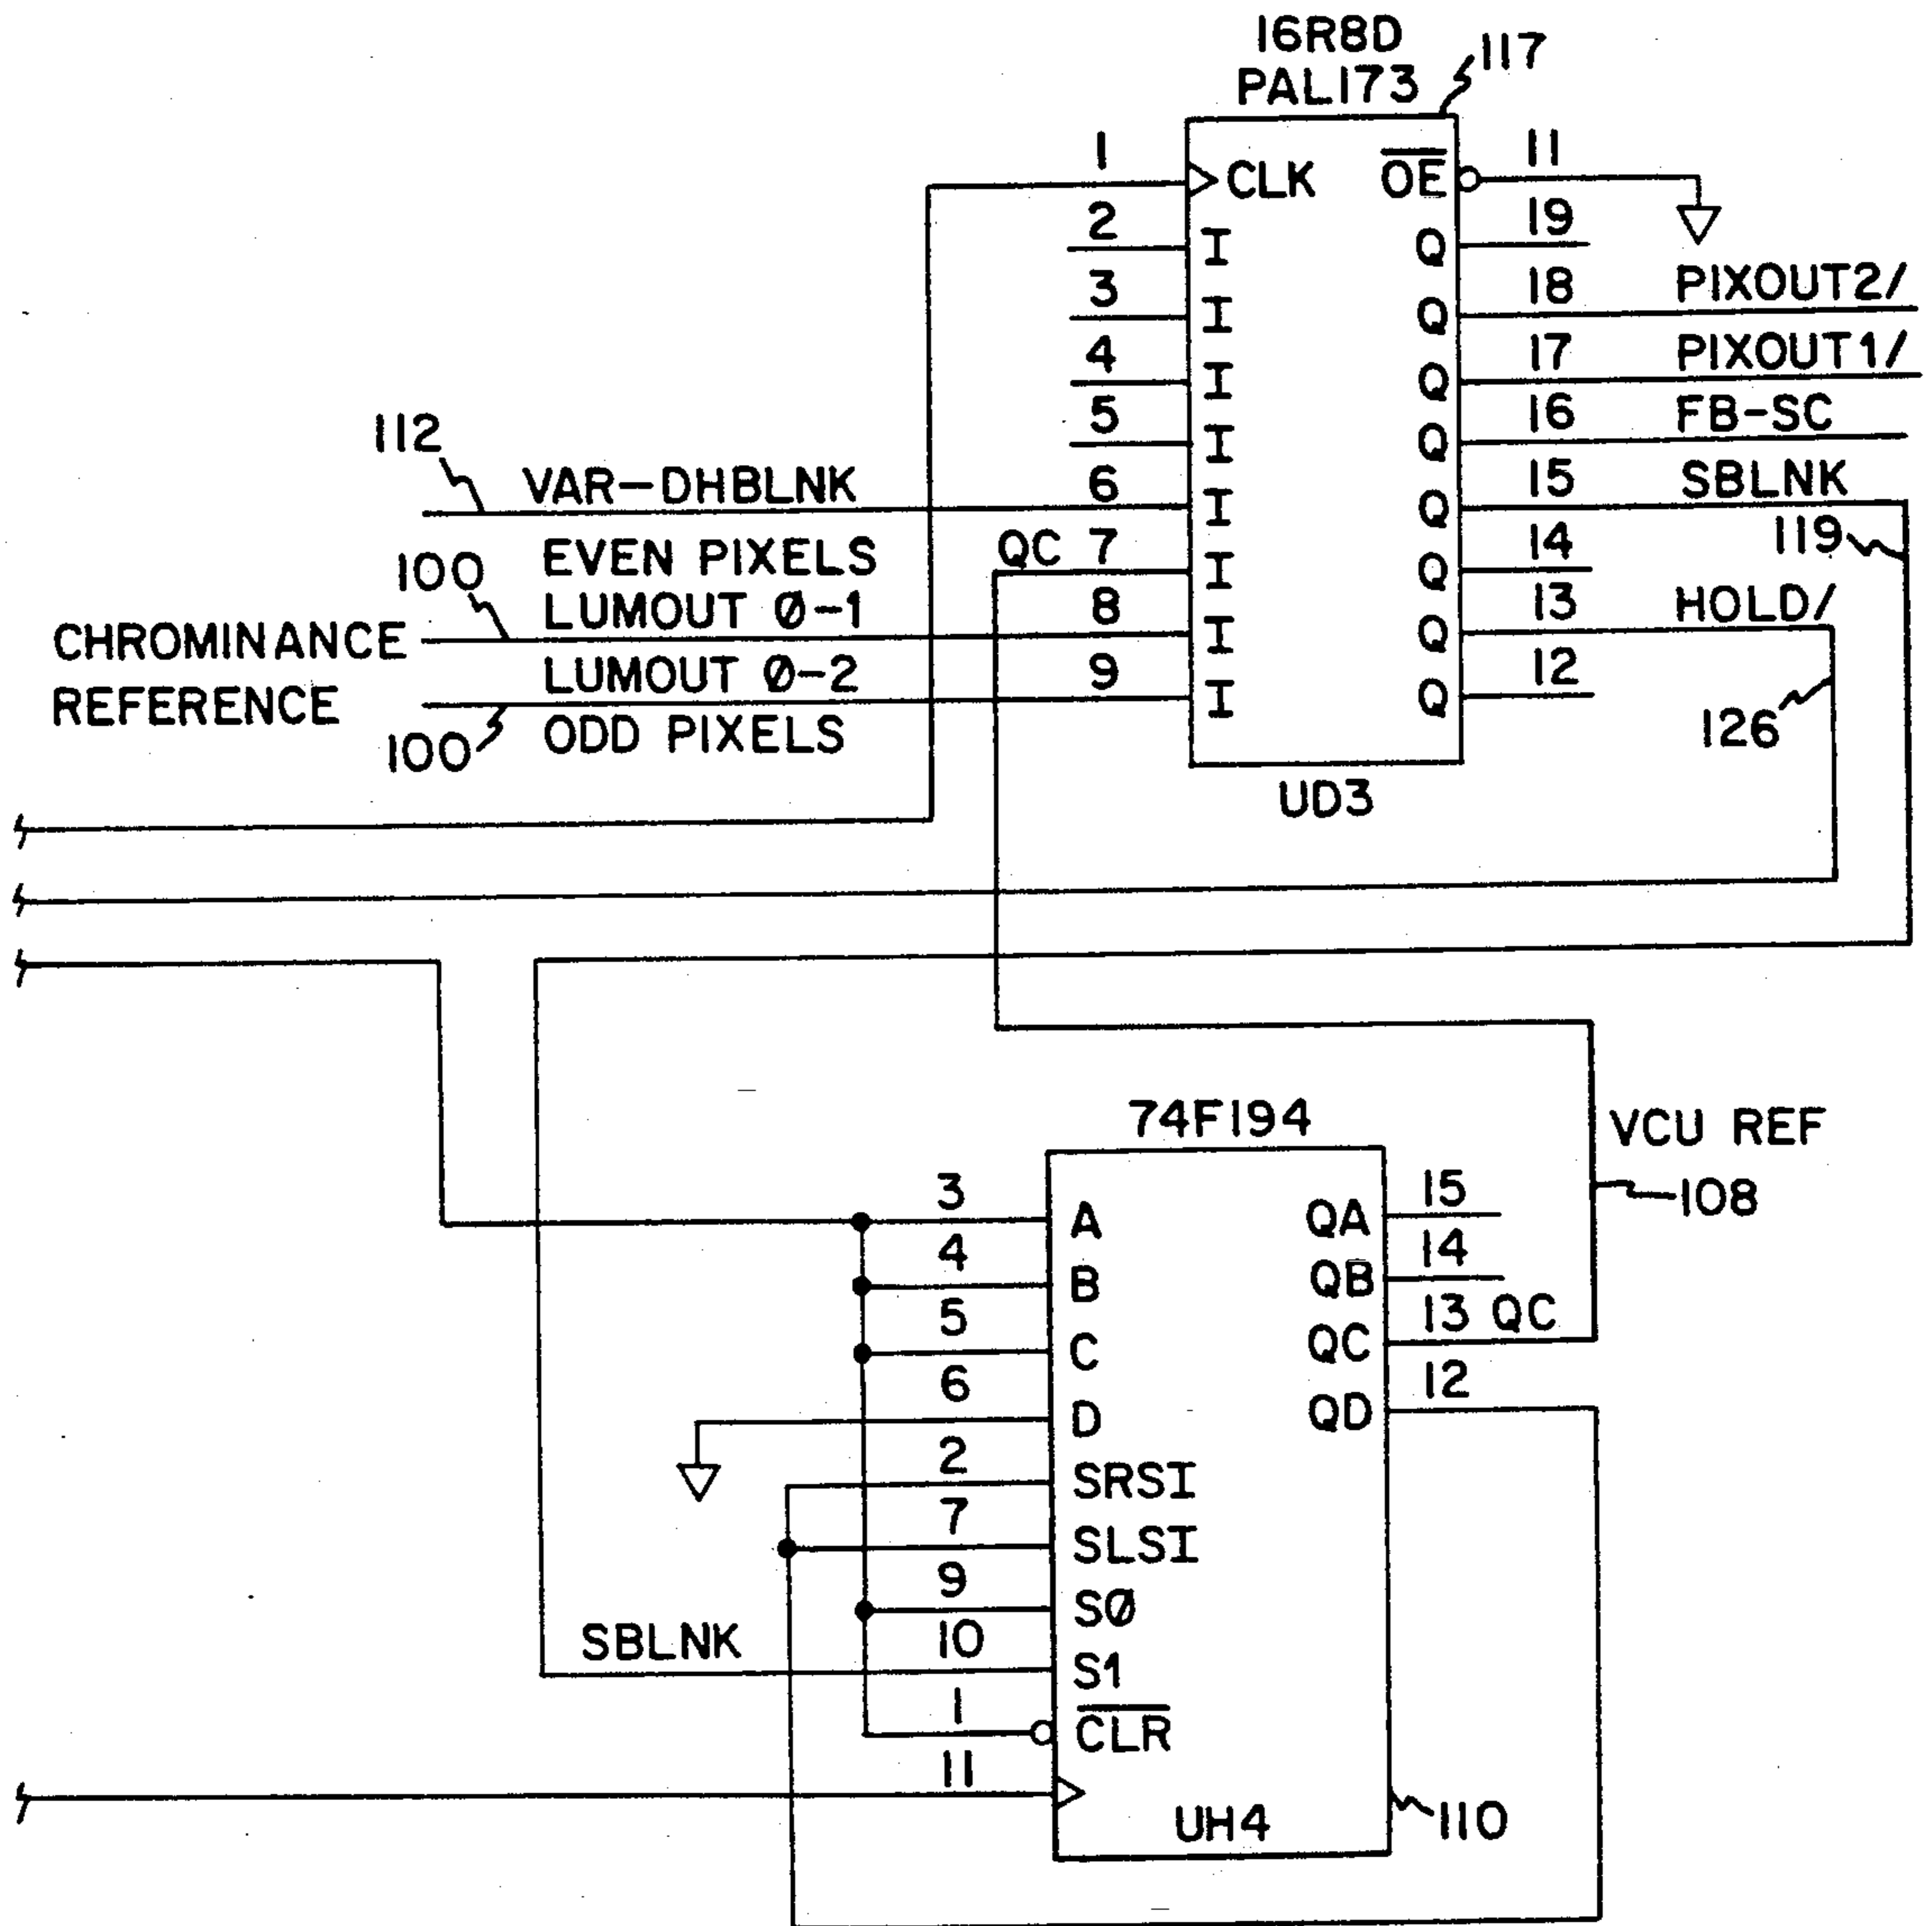 16R8D
PAL173
117
1
CLK
OE
11
2
I
Q
19
3
I
Q
18
PIXOUT2/
4
I
Q
17
PIXOUT1/
5
I
Q
16
FB-SC
112
VAR-DHBLNK
6
I
Q
15
SBLNK
119
EVEN PIXELS
QC 7
I
Q
14
100
LUMOUT Ø-1
8
I
Q
13
HOLD/
CHROMINANCE
REFERENCE
LUMOUT Ø-2
9
I
Q
12
126
100
ODD PIXELS
UD3
74F194
VCU REF
108
3
A
QA
15
4
B
QB
14
5
C
QC
13 QC
6
D
QD
12
2
SRSI
7
SLSI
9
SØ
SBLNK
10
S1
1
CLR
11
UH4
110